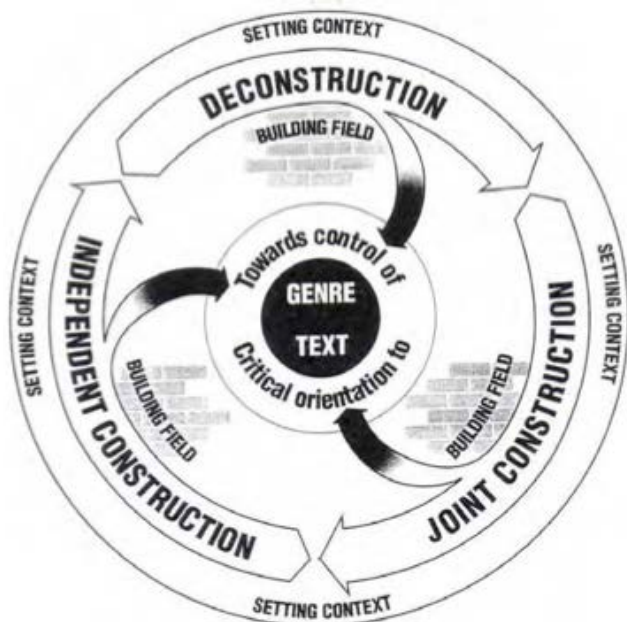 SETTING CONTEXT
DECONSTRUCTION
BUILDING FIELD
Towards control of
GENRE
TEXT
Critical orientation to
INDEPENDENT CONSTRUCTION
BUILDING FIELD
SETTING CONTEXT
JOINT CONSTRUCTION
BUILDING FIELD
SETTING CONTEXT
SETTING CONTEXT